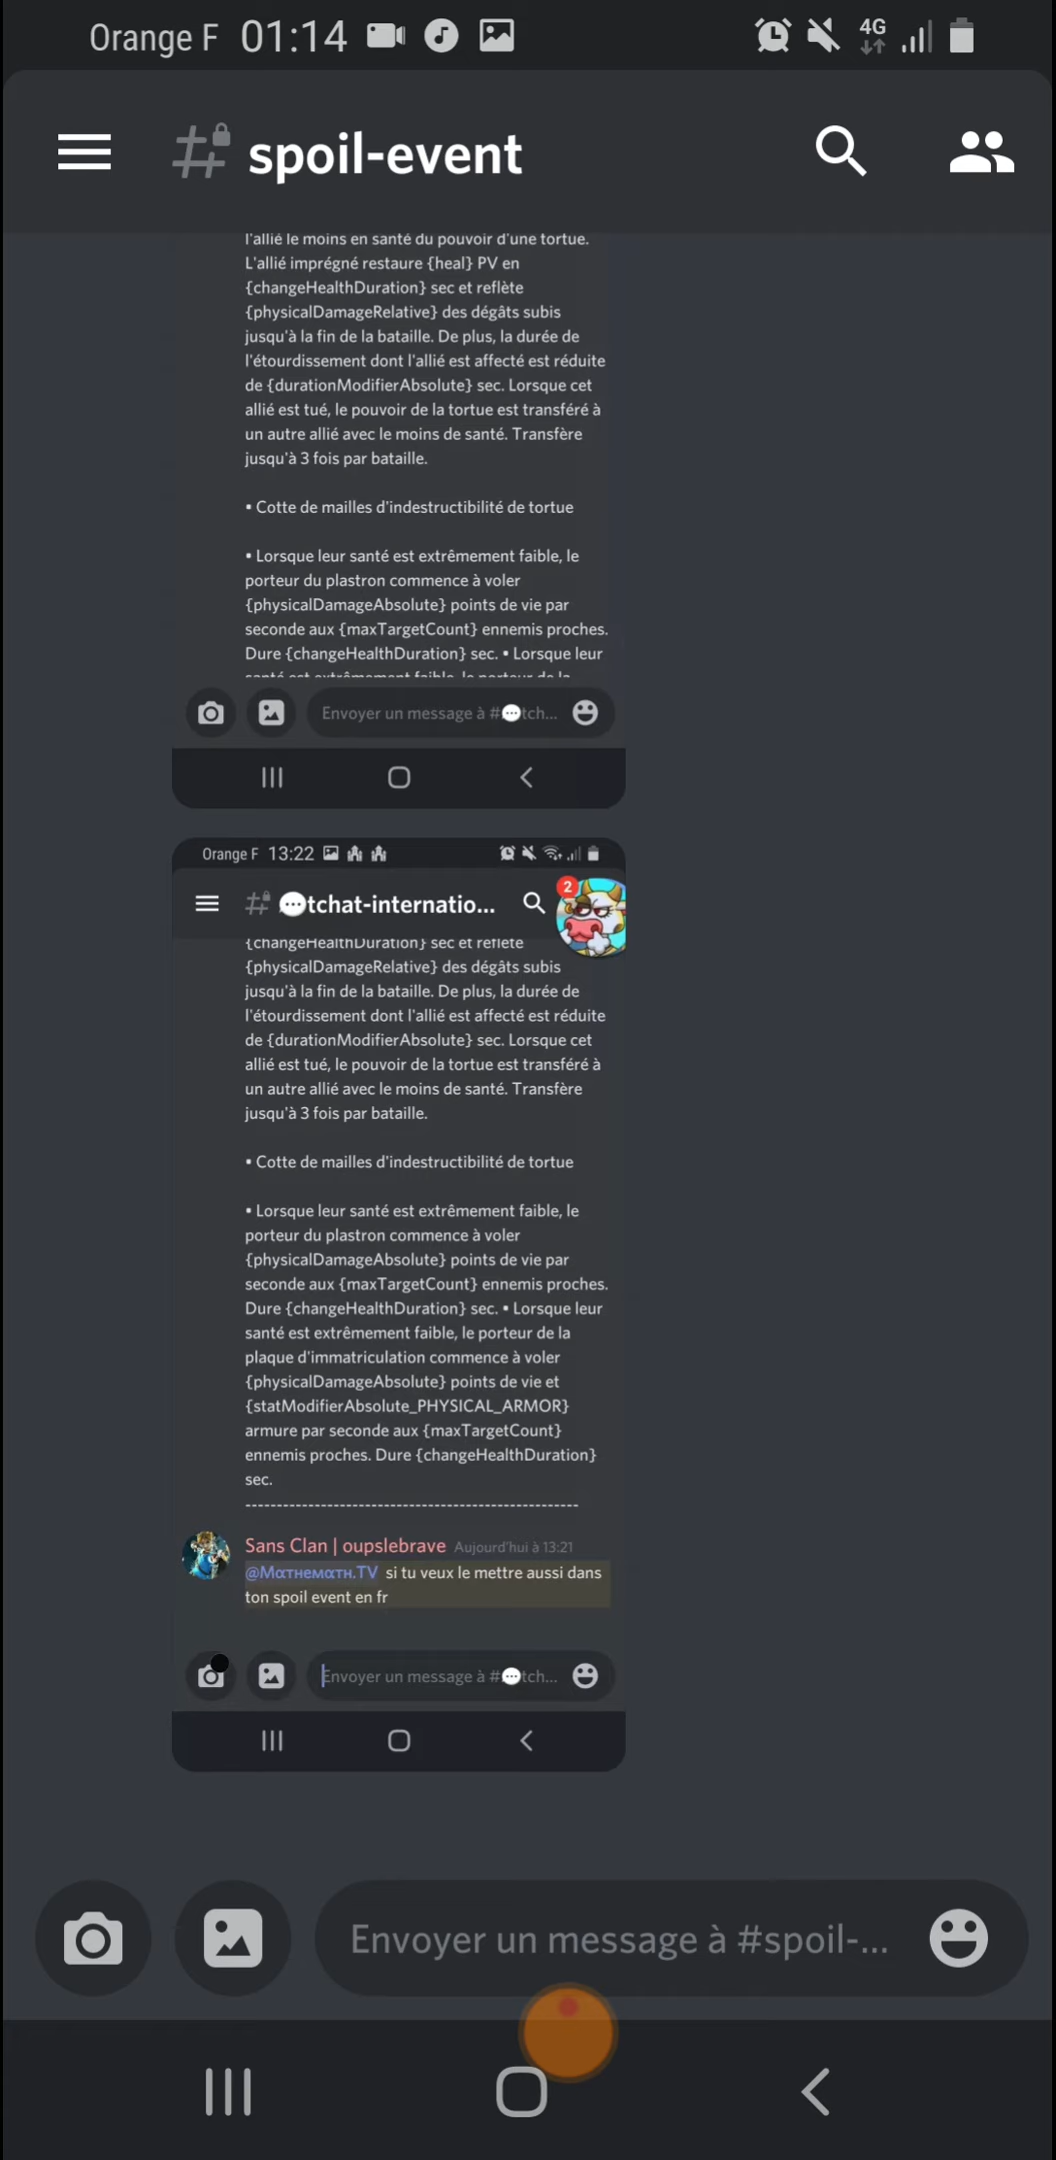 Orange F 01:14 4G
spoil-event
l'allié le moins en santé du pouvoir d'une tortue.
L'allié imprégné restaure {heal} PV en
{changeHealthDuration} sec et reflète
{physicalDamageRelative} des dégâts subis
jusqu'à la fin de la bataille. De plus, la durée de
l'étourdissement dont l'allié est affecté est réduite
de {durationModifierAbsolute} sec. Lorsque cet
allié est tué, le pouvoir de la tortue est transféré à
un autre allié avec le moins de santé. Transfère
jusqu'à 3 fois par bataille.
• Cotte de mailles d'indestructibilité de tortue
• Lorsque leur santé est extrêmement faible, le
porteur du plastron commence à voler
{physicalDamageAbsolute} points de vie par
seconde aux {maxTargetCount} ennemis proches.
Dure {changeHealthDuration} sec. • Lorsque leur
santé est extrêmement faible, le porteur de la
Envoyer un message à #💬tch...
Orange F 13:22
💬tchat-internatio...
2
{changeHealthDuration} sec et reflète
{physicalDamageRelative} des dégâts subis
jusqu'à la fin de la bataille. De plus, la durée de
l'étourdissement dont l'allié est affecté est réduite
de {durationModifierAbsolute} sec. Lorsque cet
allié est tué, le pouvoir de la tortue est transféré à
un autre allié avec le moins de santé. Transfère
jusqu'à 3 fois par bataille.
• Cotte de mailles d'indestructibilité de tortue
• Lorsque leur santé est extrêmement faible, le
porteur du plastron commence à voler
{physicalDamageAbsolute} points de vie par
seconde aux {maxTargetCount} ennemis proches.
Dure {changeHealthDuration} sec. • Lorsque leur
santé est extrêmement faible, le porteur de la
plaque d'immatriculation commence à voler
{physicalDamageAbsolute} points de vie et
{statModifierAbsolute_PHYSICAL_ARMOR}
armure par seconde aux {maxTargetCount}
ennemis proches. Dure {changeHealthDuration}
sec.
-----------------------------------------------------
Sans Clan | oupslebrave Aujourd'hui à 13:21
@Mαтнемαтн.TV si tu veux le mettre aussi dans
ton spoil event en fr
Envoyer un message à #💬tch...
Envoyer un message à #spoil-...